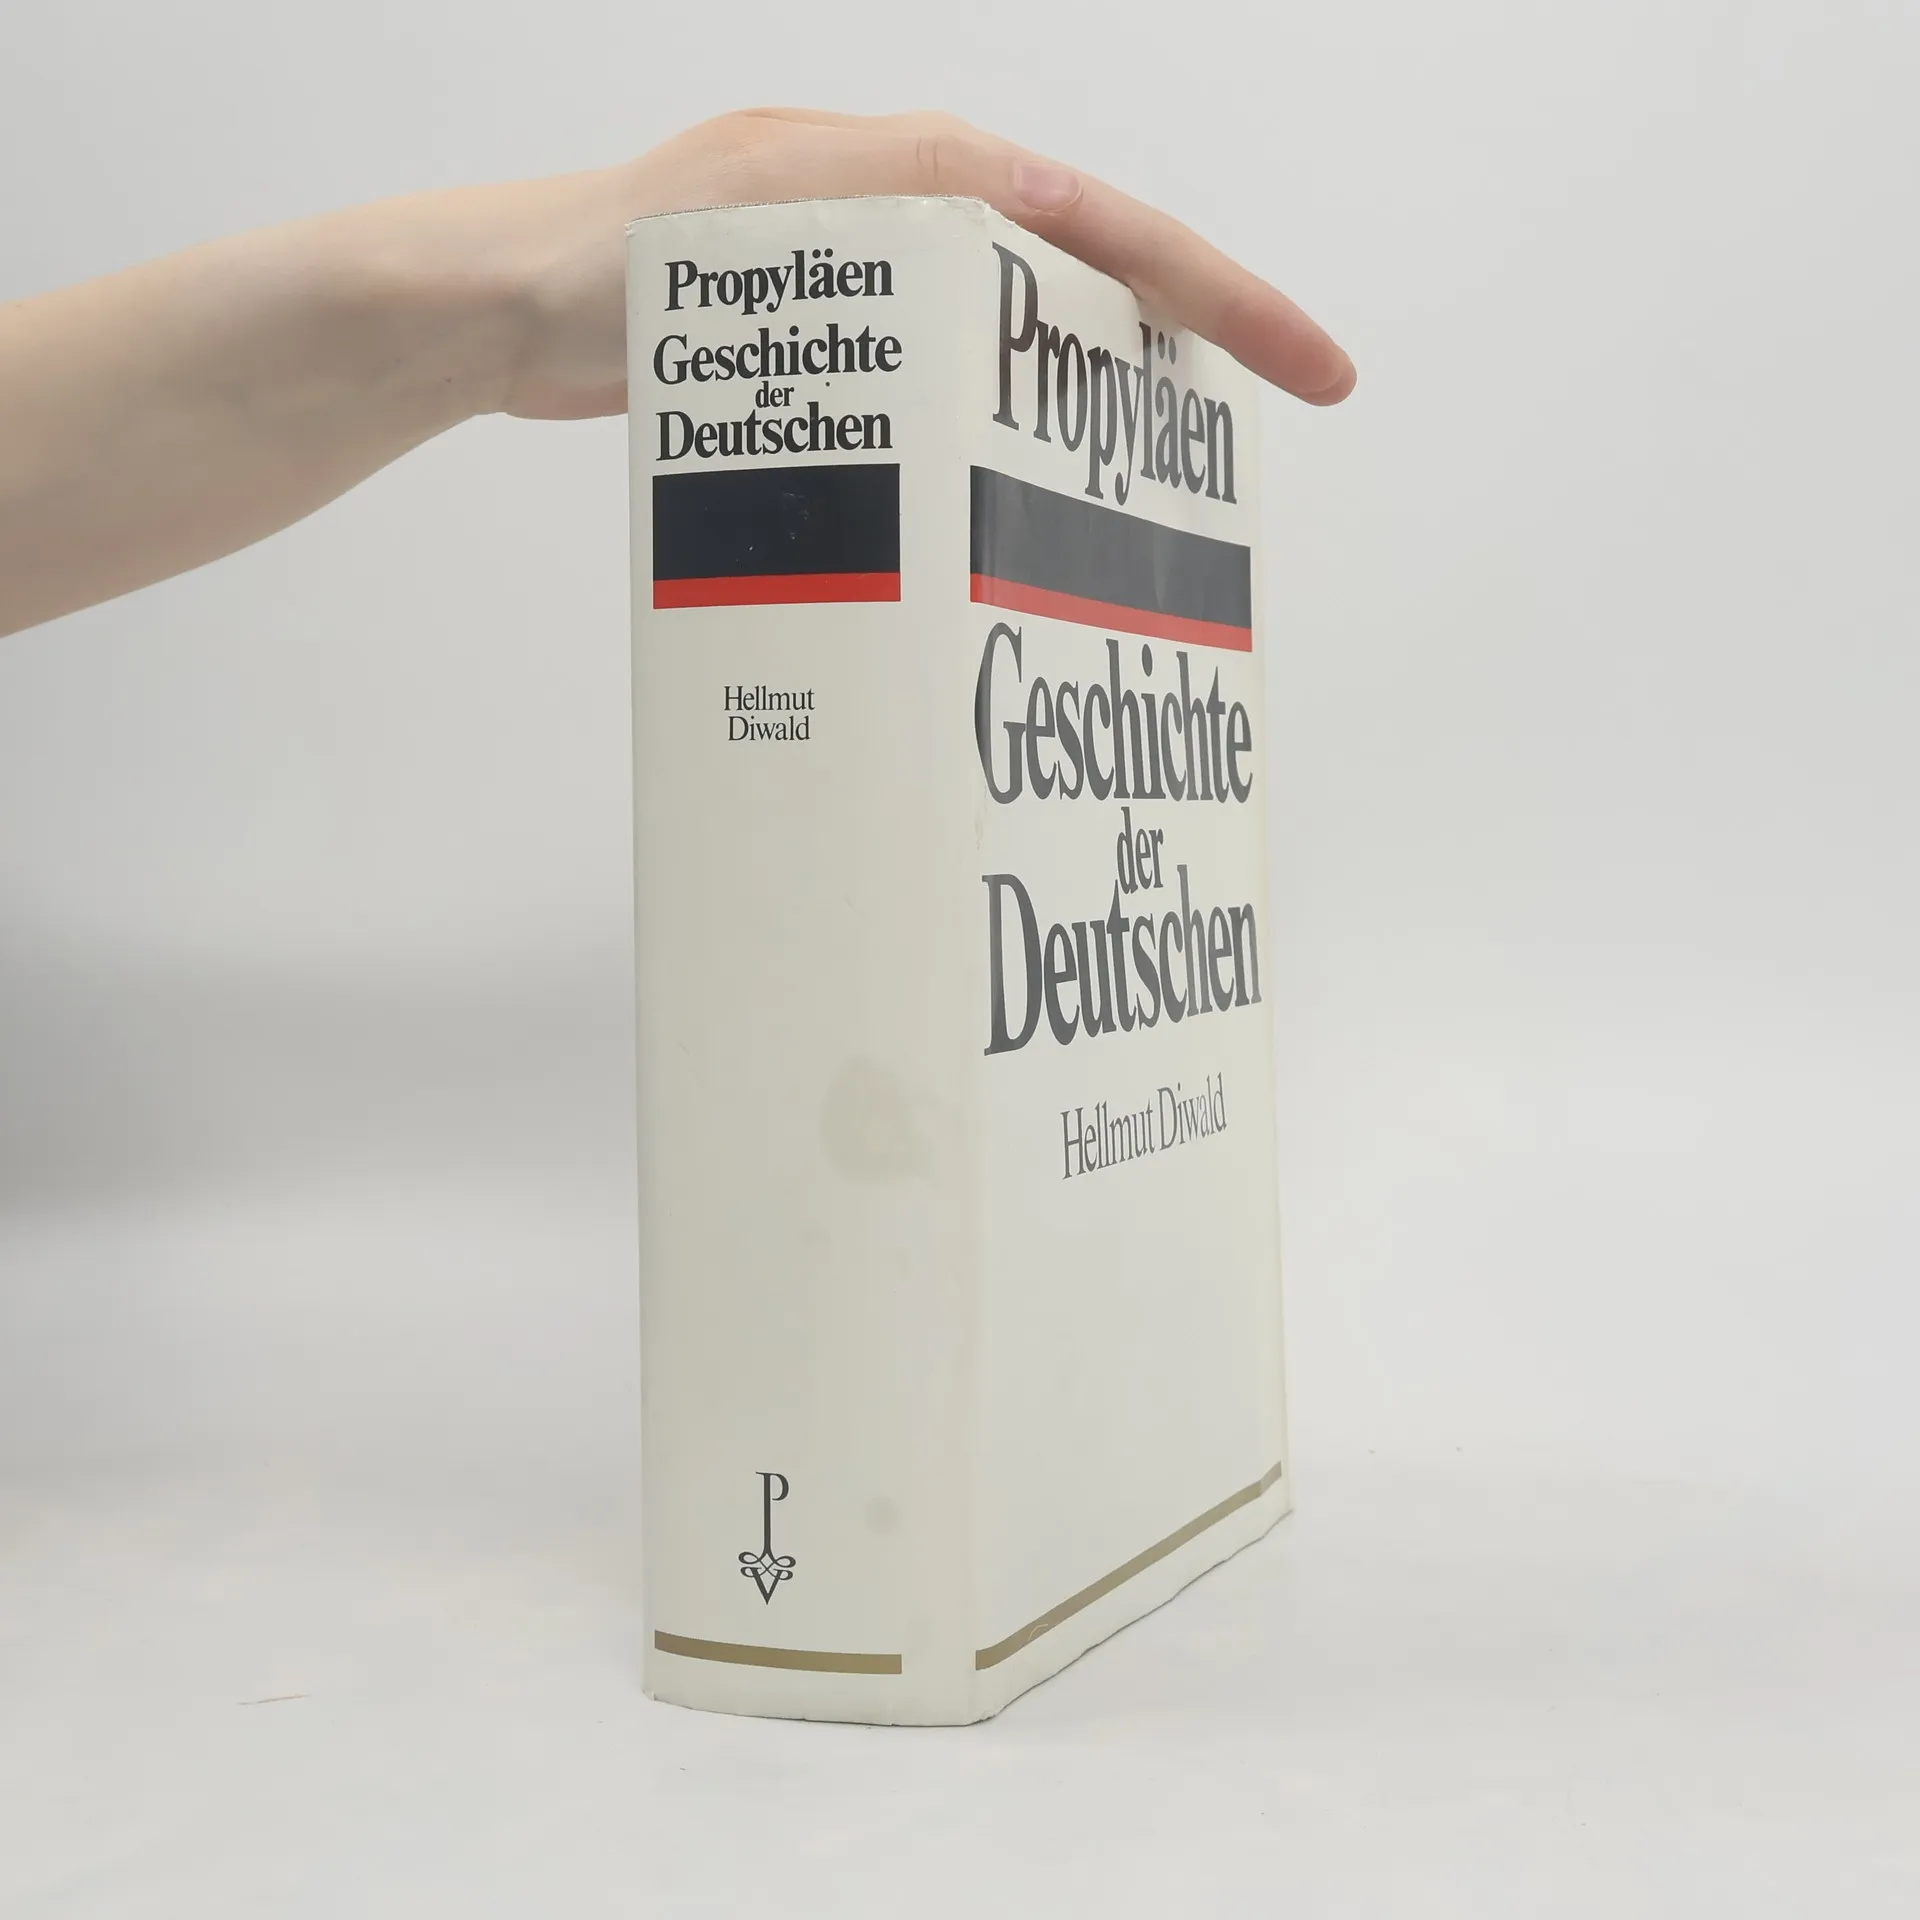 Propyläen
Geschichte
der
Deutschen
Hellmut
Diwald
P
V
Propyläen
Geschichte
der
Deutschen
Hellmut Diwald